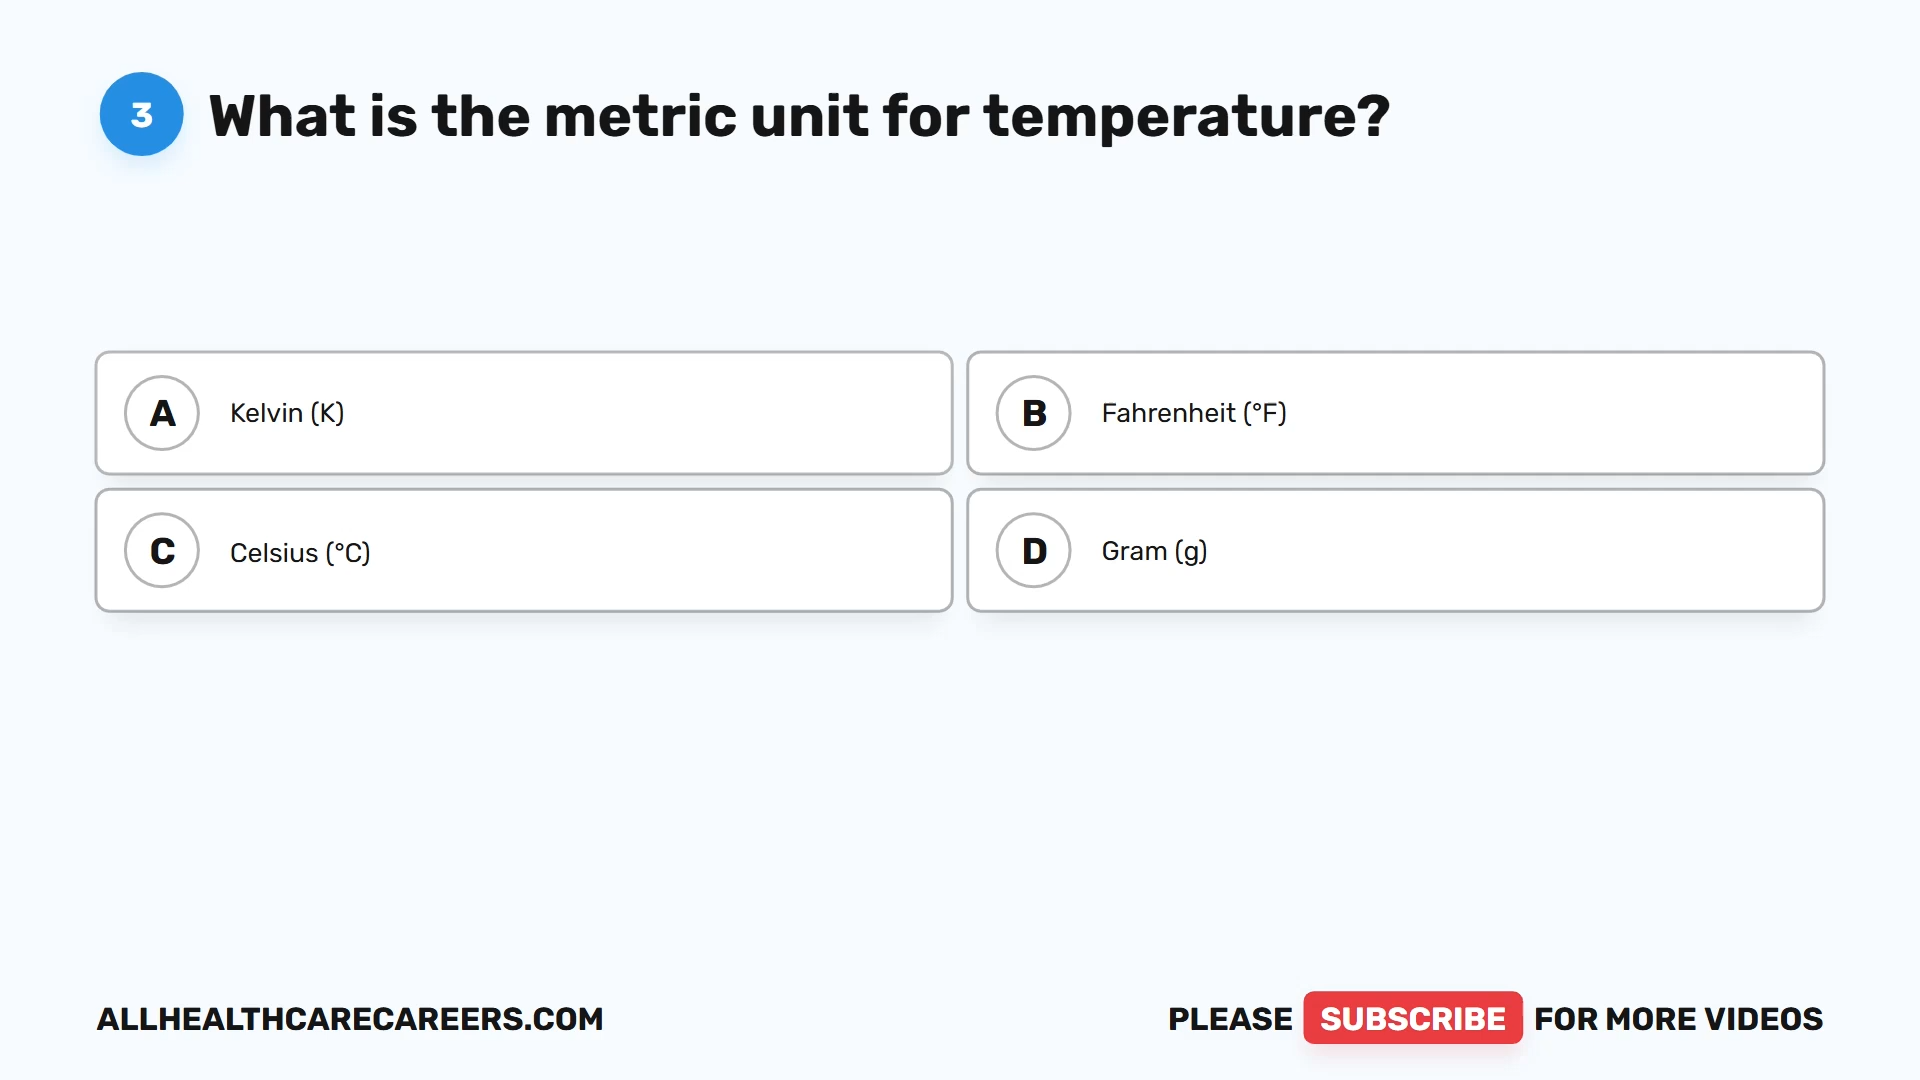 3 What is the metric unit for temperature?
A Kelvin (K)
B Fahrenheit (°F)
C Celsius (°C)
D Gram (g)
ALLHEALTHCARECAREERS.COM
PLEASE SUBSCRIBE FOR MORE VIDEOS